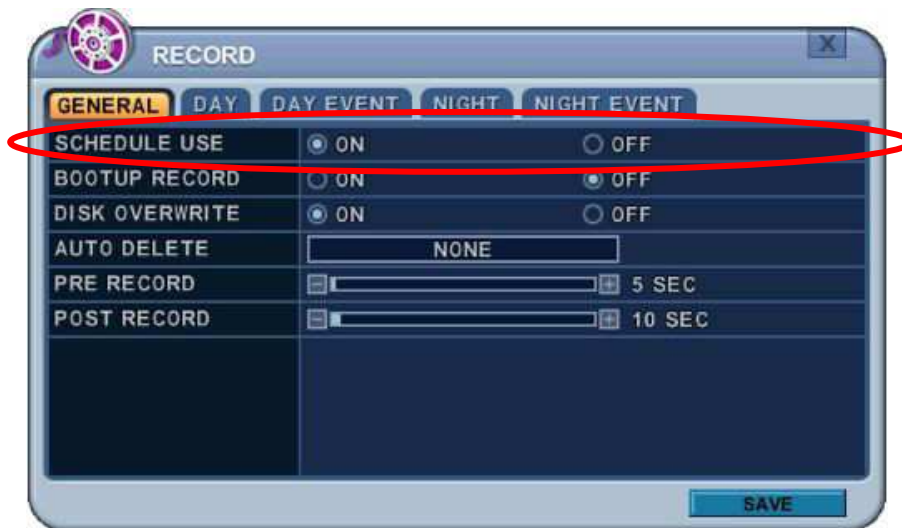 RECORD X
GENERAL DAY DAY EVENT NIGHT NIGHT EVENT
SCHEDULE USE ON OFF
BOOTUP RECORD ON OFF
DISK OVERWRITE ON OFF
AUTO DELETE NONE
PRE RECORD 5 SEC
POST RECORD 10 SEC
SAVE